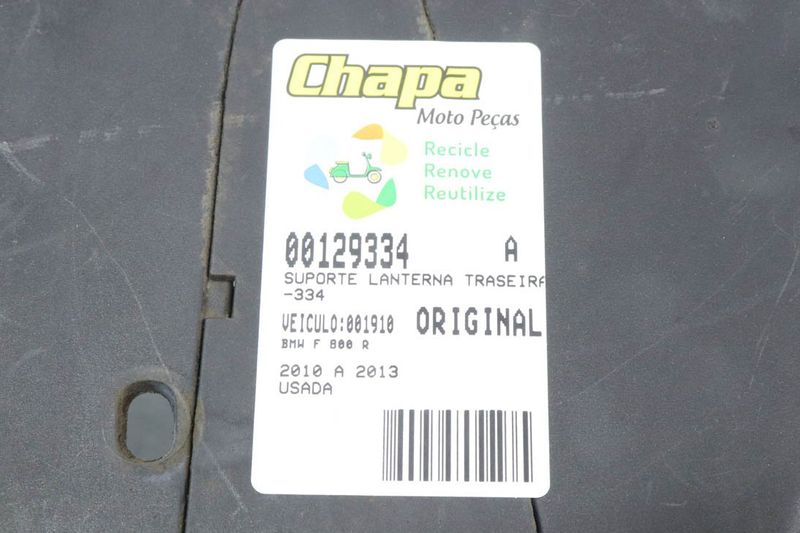 Chapa
Moto Peças
Recicle
Renove
Reutilize
00129334 A
SUPORTE LANTERNA TRASEIRA
-334
VEICULO:001910 ORIGINAL
BMW F 800 R
2010 A 2013
USADA